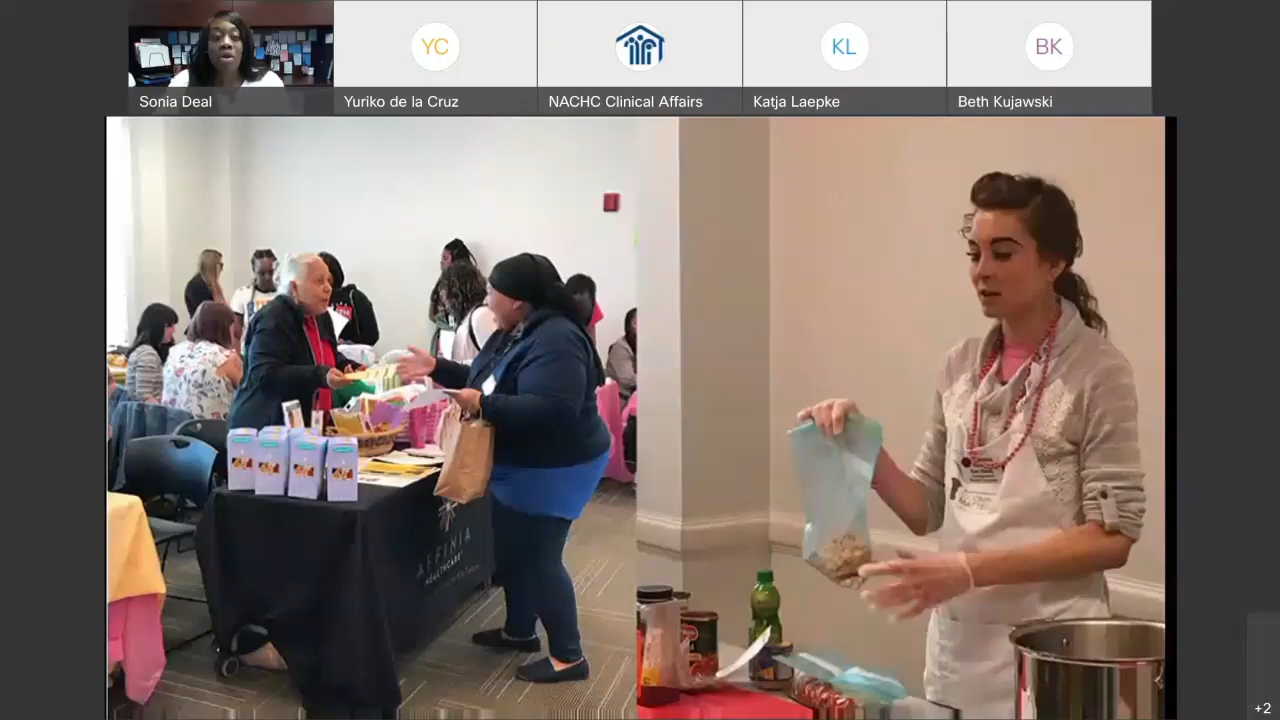 YC
KL
BK
Sonia Deal
Yuriko de la Cruz
NACHC Clinical Affairs
Katja Laepke
Beth Kujawski
AFFINIA
HEALTHCARE
+2